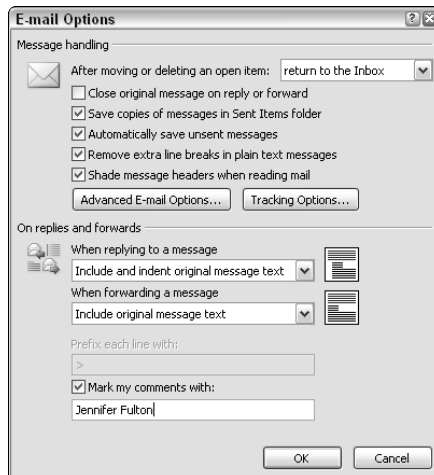 E-mail Options
Message handling
After moving or deleting an open item: return to the Inbox
Close original message on reply or forward
Save copies of messages in Sent Items folder
Automatically save unsent messages
Remove extra line breaks in plain text messages
Shade message headers when reading mail
Advanced E-mail Options... Tracking Options...
On replies and forwards
When replying to a message
Include and indent original message text
When forwarding a message
Include original message text
Prefix each line with:
>
Mark my comments with:
Jennifer Fulton
OK Cancel